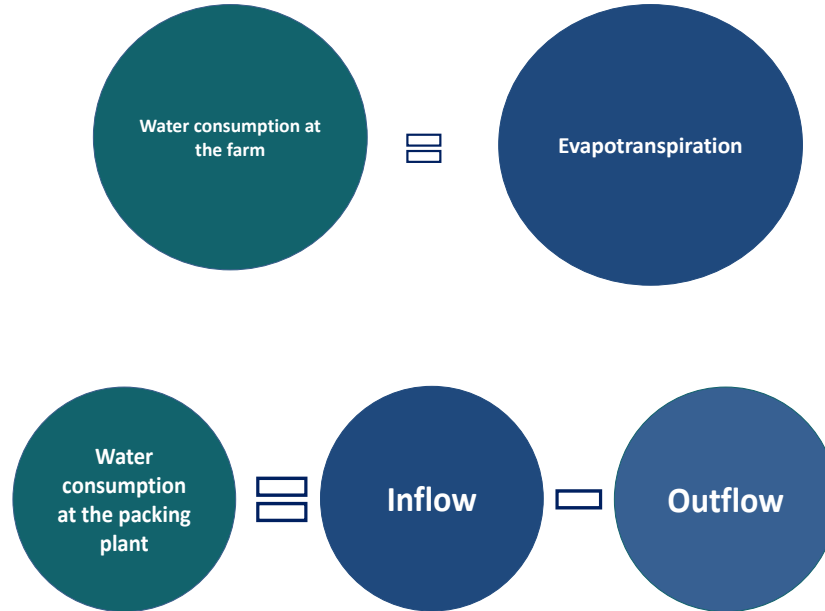 Water consumption at
the farm
Evapotranspiration
Water
consumption
at the packing
plant
Inflow
Outflow